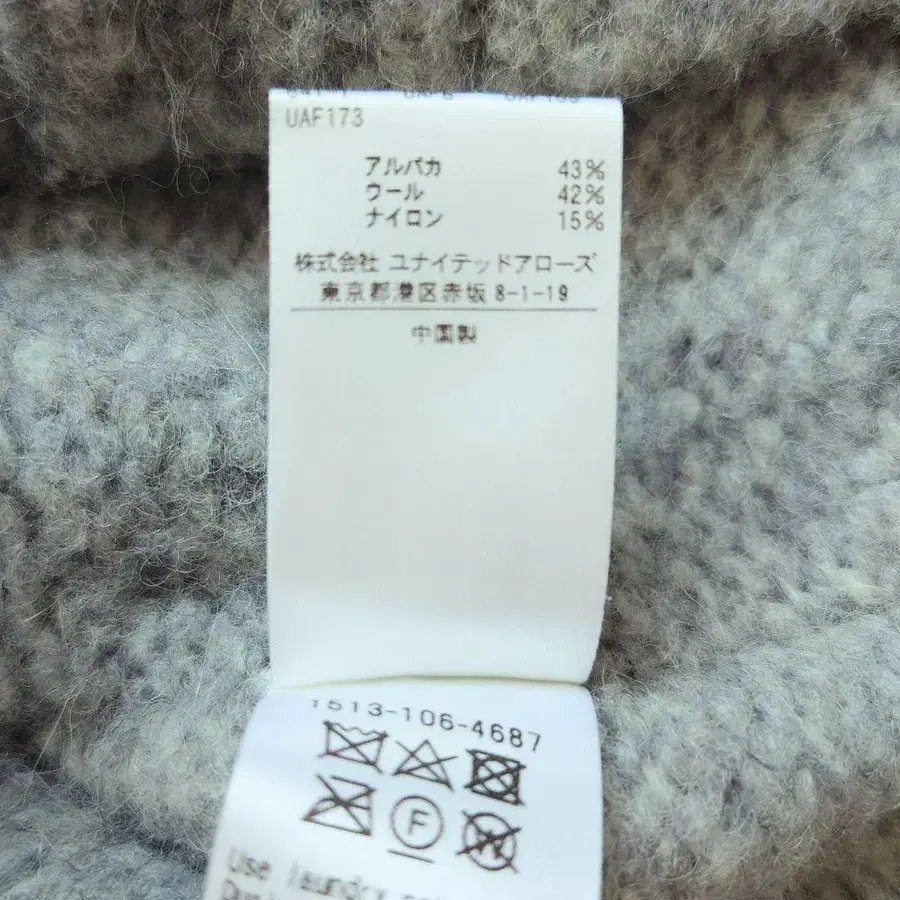 UAF173
アルパカ 43%
ウール 42%
ナイロン 15%
株式会社 ユナイテッドアローズ
東京都港区赤坂 8-1-19
中国製
1513-106-4687
F
W
Use laundry